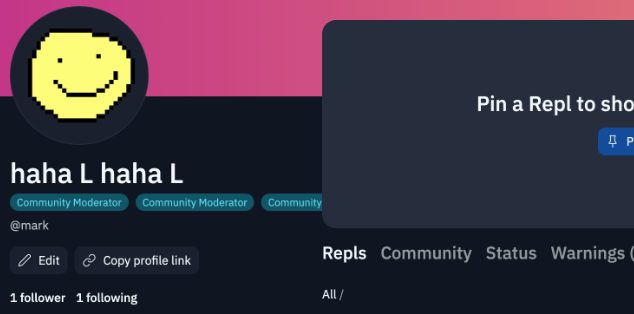 haha L haha L
Community Moderator
Community Moderator
Community
@mark
Edit
Copy profile link
1 follower 1 following
Pin a Repl to sho
P
Repls Community Status Warnings (
All /